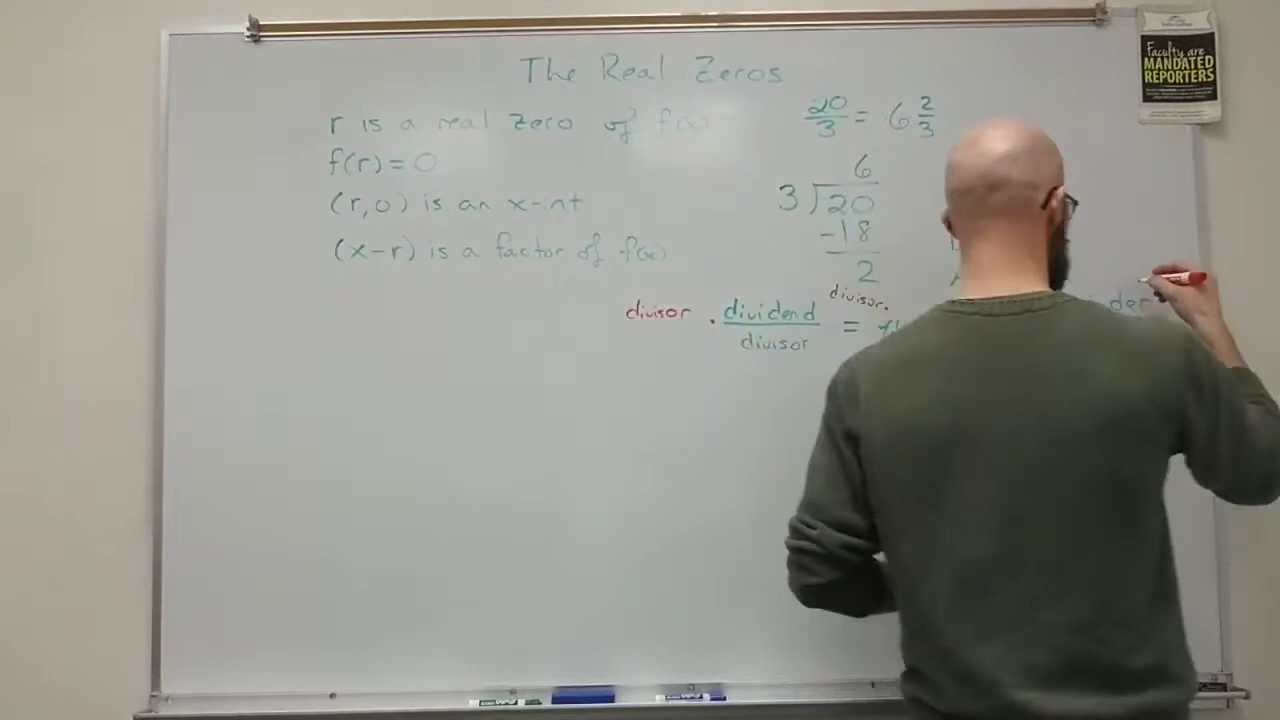 The Real Zeros
r is a real zero of f(x)
f(r) = 0
(r,0) is an x-int
(x-r) is a factor of f(x)
20/3 = 6 2/3
6
3 20
-18
2
divisor · dividend/divisor = divisor ·
der
Faculty are
MANDATED
REPORTERS